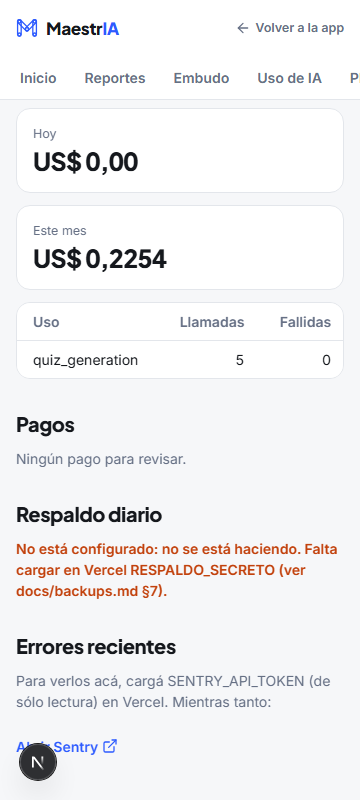 MaestrIA
Volver a la app
Inicio Reportes Embudo Uso de IA
Hoy
US$ 0,00
Este mes
US$ 0,2254
Uso Llamadas Fallidas
quiz_generation 5 0
Pagos
Ningún pago para revisar.
Respaldo diario
No está configurado: no se está haciendo. Falta
cargar en Vercel RESPALDO_SECRETO (ver
docs/backups.md §7).
Errores recientes
Para verlos acá, cargá SENTRY_API_TOKEN (de
sólo lectura) en Vercel. Mientras tanto:
Sentry
N